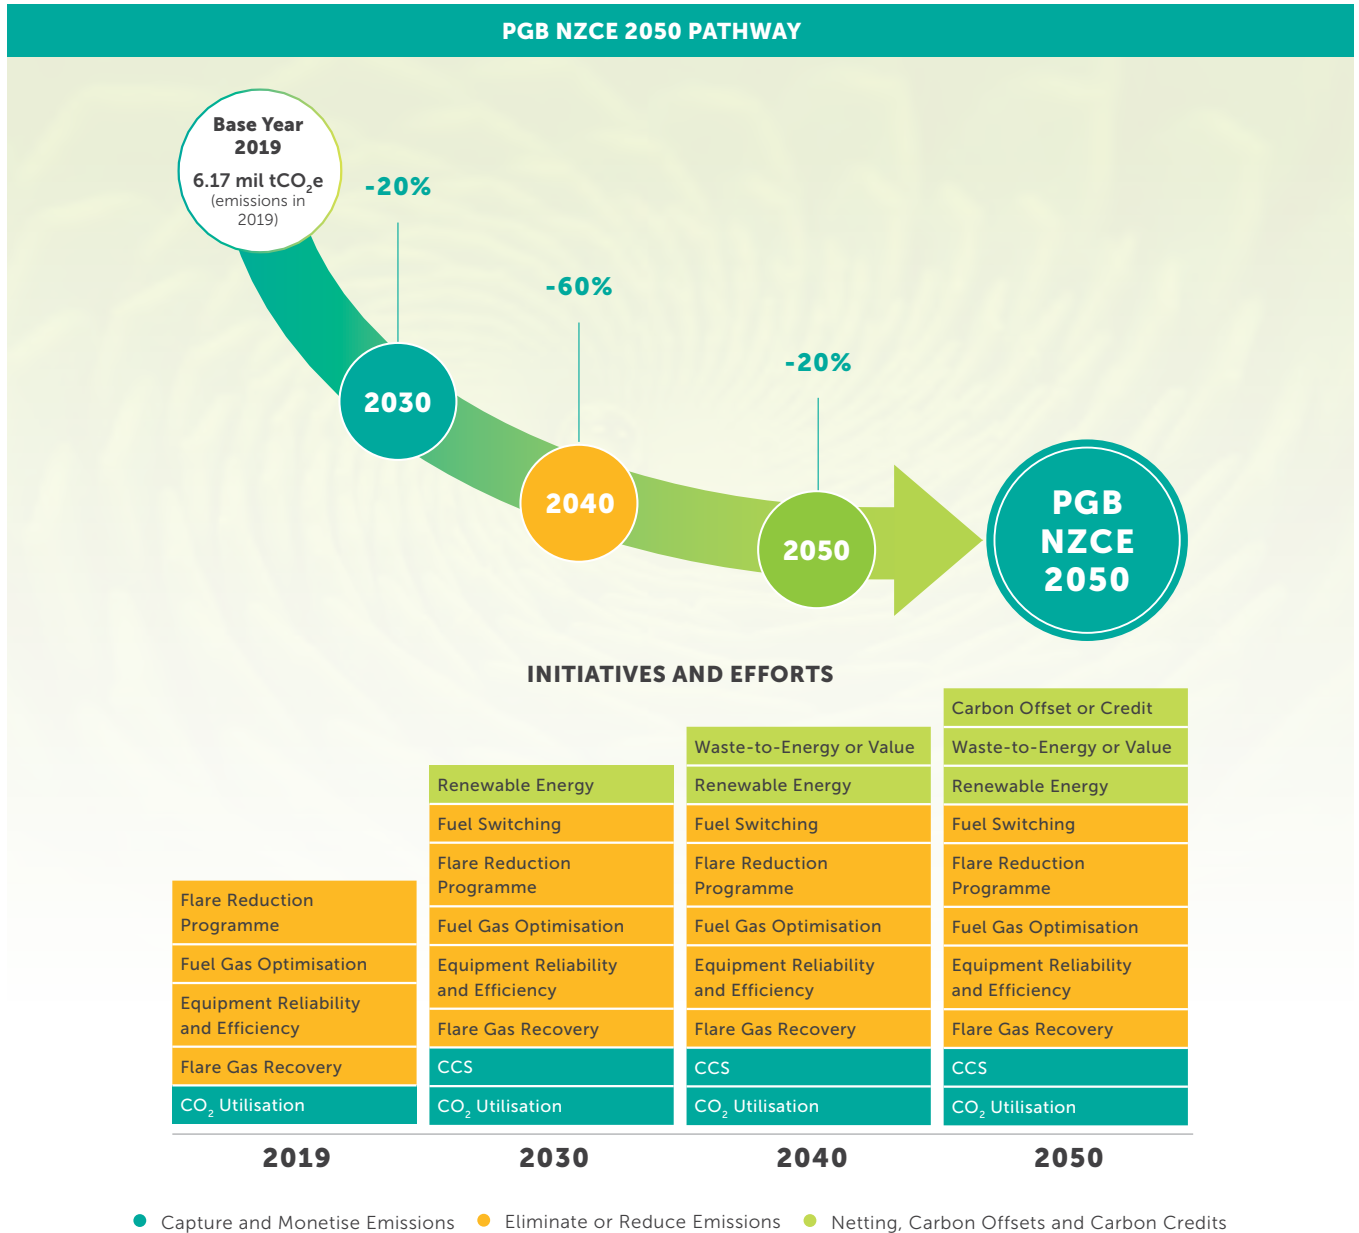 PGB NZCE 2050 PATHWAY
Base Year
2019
6.17 mil tCO₂e
(emissions in
2019)
-20%
-60%
-20%
2030
2040
2050
PGB
NZCE
2050
INITIATIVES AND EFFORTS
Flare Reduction
Programme
Fuel Gas Optimisation
Equipment Reliability
and Efficiency
Flare Gas Recovery
CO₂ Utilisation
2019
Renewable Energy
Fuel Switching
Flare Reduction
Programme
Fuel Gas Optimisation
Equipment Reliability
and Efficiency
Flare Gas Recovery
CCS
CO₂ Utilisation
2030
Waste-to-Energy or Value
Renewable Energy
Fuel Switching
Flare Reduction
Programme
Fuel Gas Optimisation
Equipment Reliability
and Efficiency
Flare Gas Recovery
CCS
CO₂ Utilisation
2040
Carbon Offset or Credit
Waste-to-Energy or Value
Renewable Energy
Fuel Switching
Flare Reduction
Programme
Fuel Gas Optimisation
Equipment Reliability
and Efficiency
Flare Gas Recovery
CCS
CO₂ Utilisation
2050
Capture and Monetise Emissions
Eliminate or Reduce Emissions
Netting, Carbon Offsets and Carbon Credits